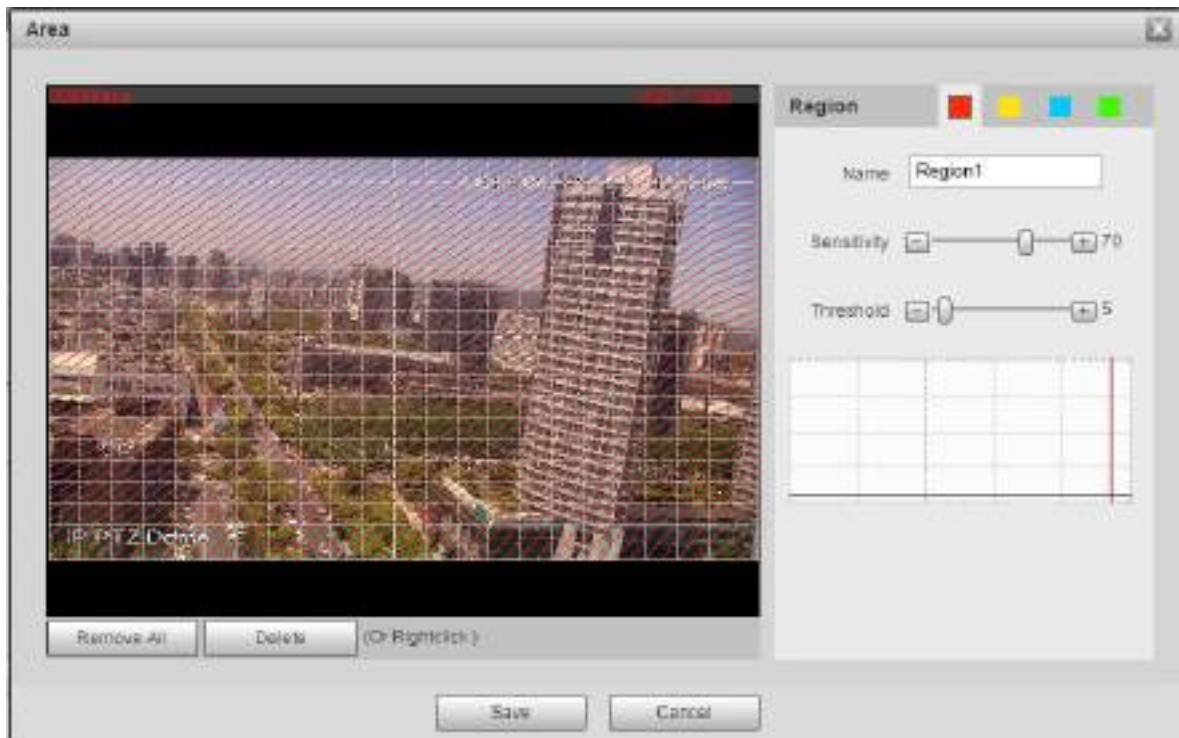 Area
Region
Name Region1
Sensitivity 70
Threshold 5
IP PTZ Dome
Remove All Delete (Or Rightclick )
Save Cancel